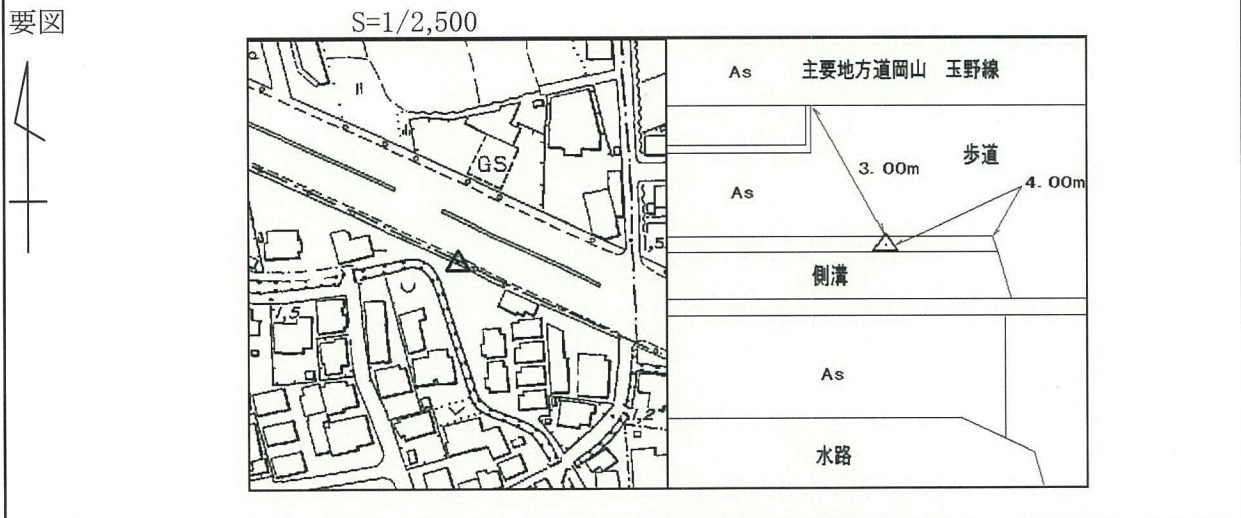 要図
S=1/2,500
GS
1,5
1,5
1,2
As 主要地方道岡山 玉野線
歩道
3.00m
4.00m
As
側溝
As
水路